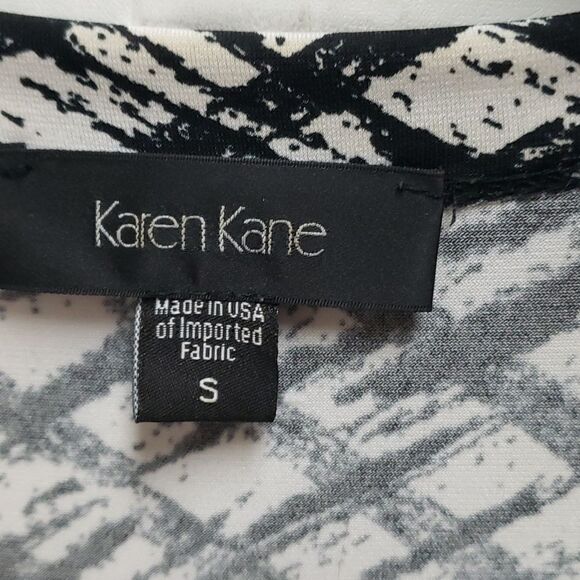 Karen Kane
Made in USA
of Imported
Fabric
S